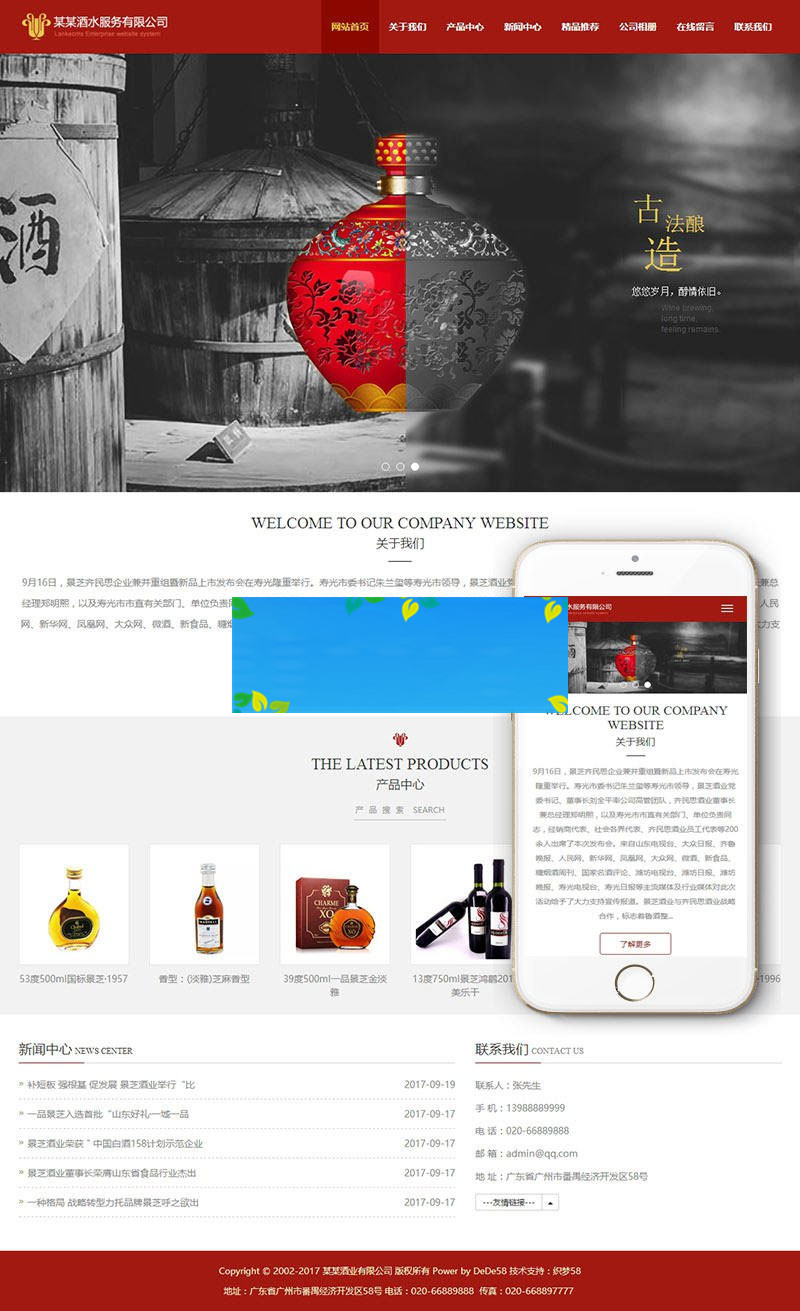 某某酒水服务有限公司
Lankecms Enterprise website system
网站首页 关于我们 产品中心 新闻中心 精品推荐 公司相册 在线留言 联系我们
酒
古
法酿
造
悠悠岁月，醇情依旧。
Wine brewing,
long time,
feeling remains.
WELCOME TO OUR COMPANY WEBSITE
关于我们
9月16日，景芝齐民思企业兼并重组暨新品上市发布会在寿光隆重举行。寿光市委书记朱兰玺等寿光市领导，景芝酒业党
兼总
经理郑明熙，以及寿光市市直有关部门、单位负责同
人民
网、新华网、凤凰网、大众网、微酒、新食品、糖烟
大力支
THE LATEST PRODUCTS
产品中心
产 品 搜 索 SEARCH
53度500ml国标景芝·1957
香型：(淡雅)芝麻香型
39度500ml一品景芝金淡
雅
13度750ml景芝鸿鹳201
美乐干
-1996
水服务有限公司
WELCOME TO OUR COMPANY
WEBSITE
关于我们
9月16日，景芝齐民思企业兼并重组暨新品上市发布会在寿光
隆重举行。寿光市委书记朱兰玺等寿光市领导，景芝酒业党
委书记、董事长刘全平率公司高管团队，齐民思酒业董事长
兼总经理郑明熙，以及寿光市市直有关部门、单位负责同
志，经销商代表、社会各界代表、齐民思酒业员工代表等200
余人出席了本次发布会。来自山东电视台、大众日报、齐鲁
晚报、人民网、新华网、凤凰网、大众网、微酒、新食品、
糖烟酒周刊、国家名酒评论、潍坊电视台、潍坊日报、潍坊
晚报、寿光电视台、寿光日报等主流媒体及行业媒体对此次
活动给予了大力支持宣传报道。景芝酒业与齐民思酒业战略
合作，标志着鲁酒整...
了解更多
新闻中心 NEWS CENTER
» 补短板 强根基 促发展 景芝酒业举行“比 2017-09-19
» 一品景芝入选首批“山东好礼·一城一品 2017-09-17
» 景芝酒业荣获＂中国白酒158计划示范企业 2017-09-17
» 景芝酒业董事长荣膺山东省食品行业杰出 2017-09-17
» 一种格局 战略转型力托品牌景芝呼之欲出 2017-09-17
联系我们 CONTACT US
联系人：张先生
手 机：13988889999
电 话：020-66889888
邮 箱：admin@qq.com
地 址：广东省广州市番禺经济开发区58号
---友情链接---
Copyright © 2002-2017 某某酒业有限公司 版权所有 Power by DeDe58 技术支持：织梦58
地址：广东省广州市番禺经济开发区58号 电话：020-66889888 传真：020-668897777